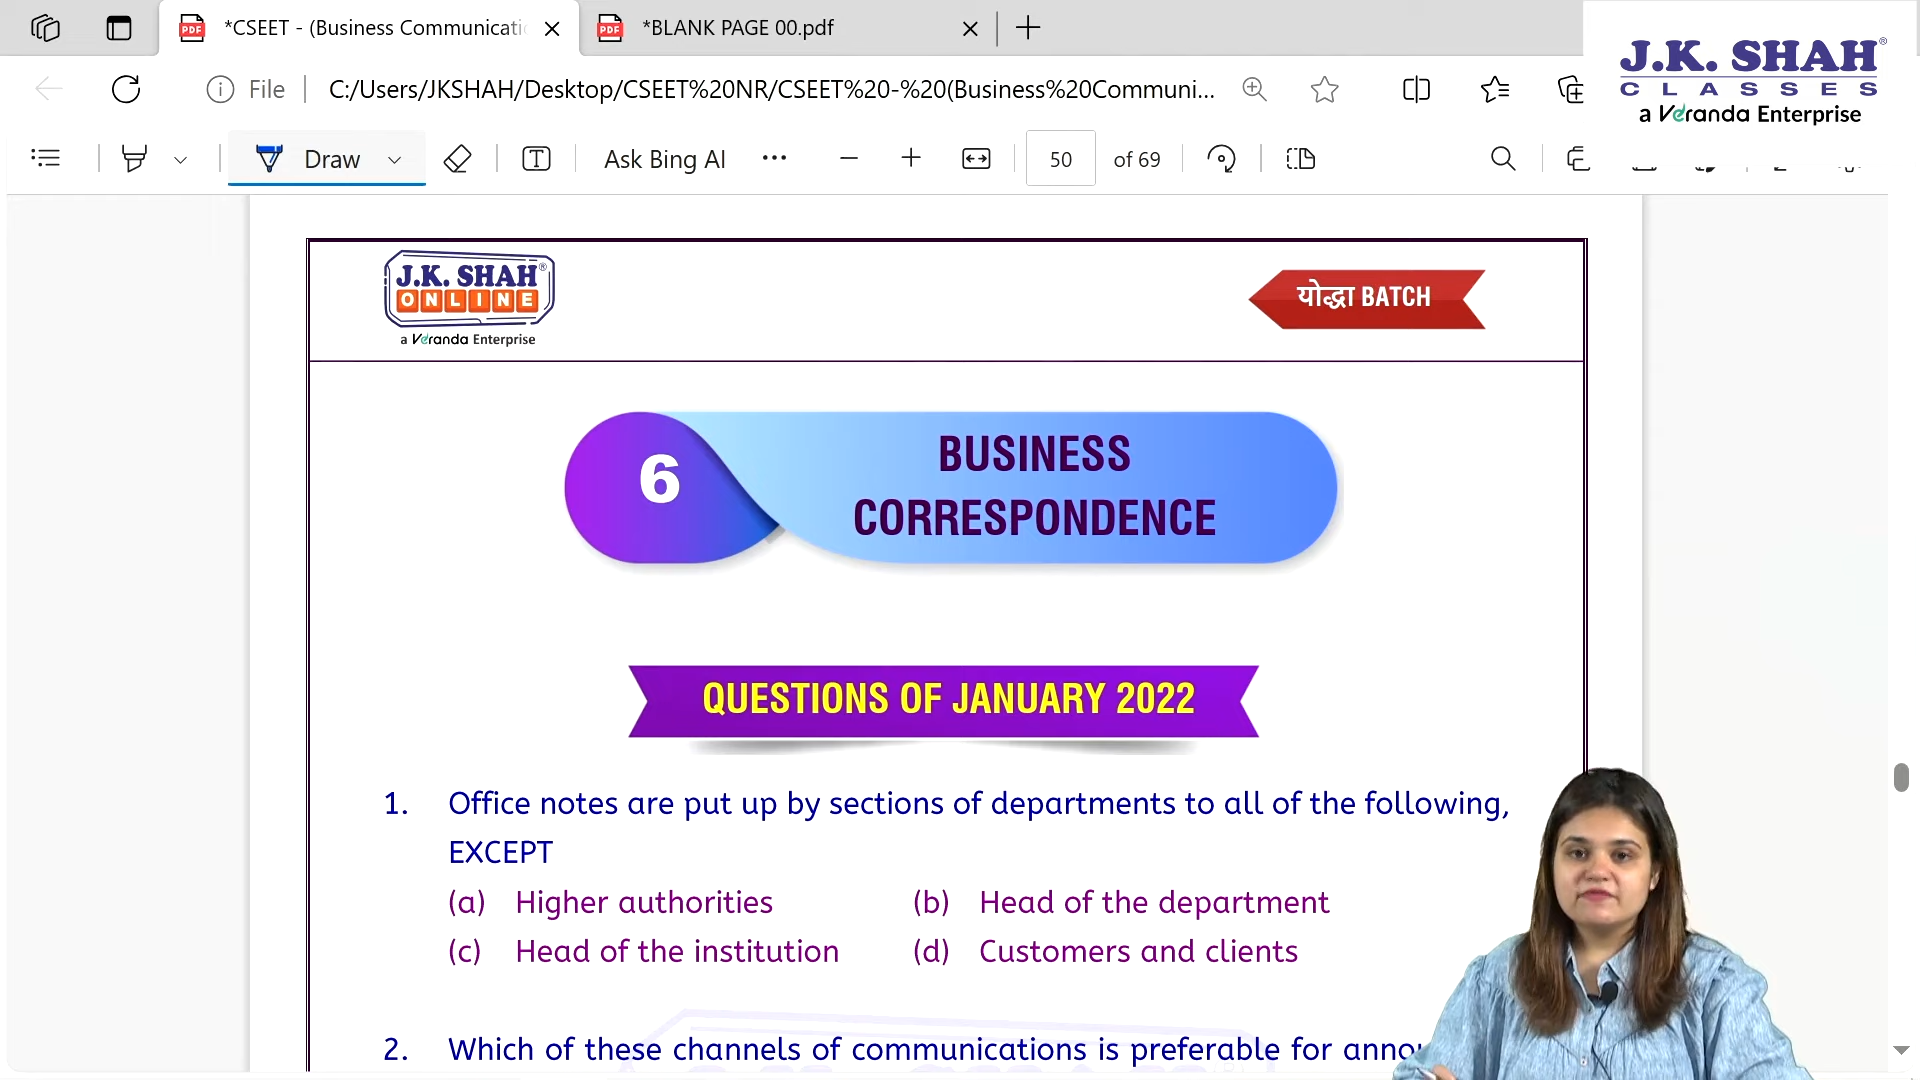 *CSEET - (Business Communicati
*BLANK PAGE 00.pdf
File
C:/Users/JKSHAH/Desktop/CSEET%20NR/CSEET%20-%20(Business%20Communi...
J.K. SHAH®
CLASSES
a Veranda Enterprise
Draw
Ask Bing AI
50
of 69
J.K. SHAH®
ONLINE
a Veranda Enterprise
योद्धा BATCH
6
BUSINESS
CORRESPONDENCE
QUESTIONS OF JANUARY 2022
1. Office notes are put up by sections of departments to all of the following,
EXCEPT
(a) Higher authorities (b) Head of the department
(c) Head of the institution (d) Customers and clients
2. Which of these channels of communications is preferable for